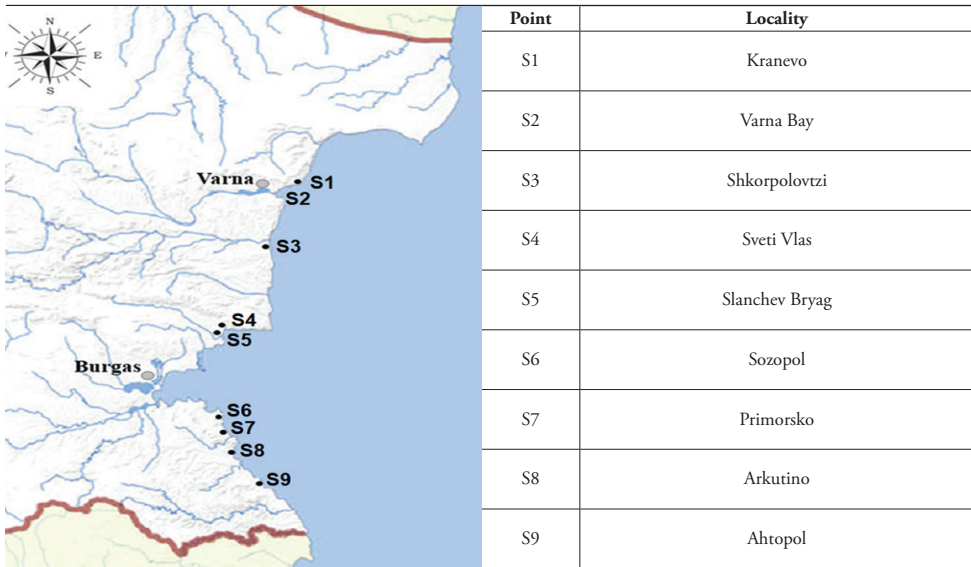 N
E
S
Varna
S1
S2
S3
S4
S5
Burgas
S6
S7
S8
S9
Point Locality
S1 Kranevo
S2 Varna Bay
S3 Shkorpolovtzi
S4 Sveti Vlas
S5 Slanchev Bryag
S6 Sozopol
S7 Primorsko
S8 Arkutino
S9 Ahtopol